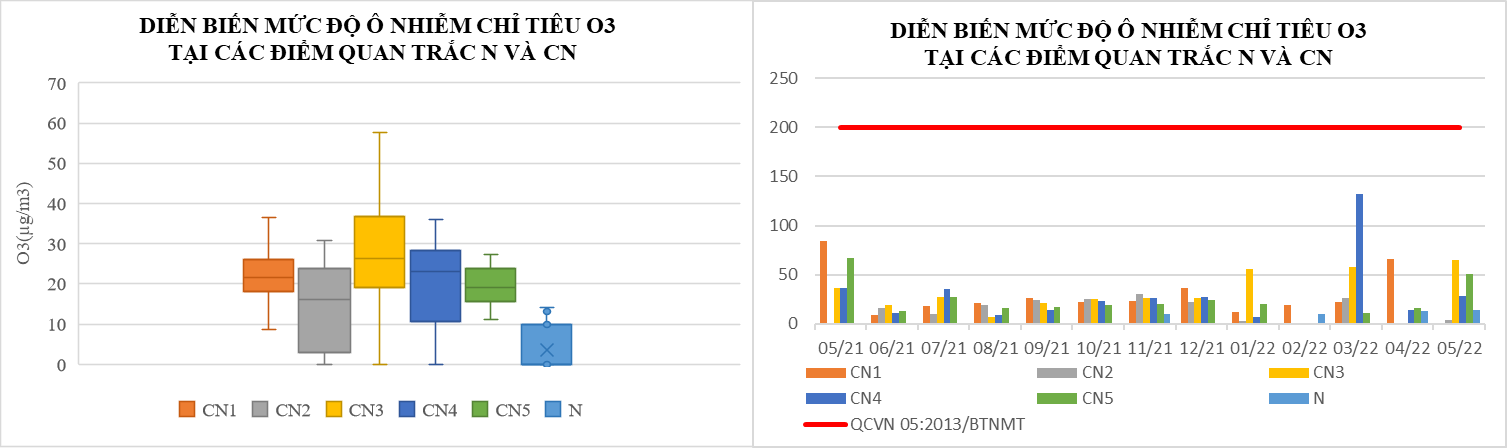 DIỄN BIẾN MỨC ĐỘ Ô NHIỄM CHỈ TIÊU O3
TẠI CÁC ĐIỂM QUAN TRẮC N VÀ CN
70
60
50
40
30
20
10
0
O3(µg/m3)
CN1 CN2 CN3 CN4 CN5 N
DIỄN BIẾN MỨC ĐỘ Ô NHIỄM CHỈ TIÊU O3
TẠI CÁC ĐIỂM QUAN TRẮC N VÀ CN
250
200
150
100
50
0
05/21 06/21 07/21 08/21 09/21 10/21 11/21 12/21 01/22 02/22 03/22 04/22 05/22
CN1 CN2 CN3
CN4 CN5 N
QCVN 05:2013/BTNMT